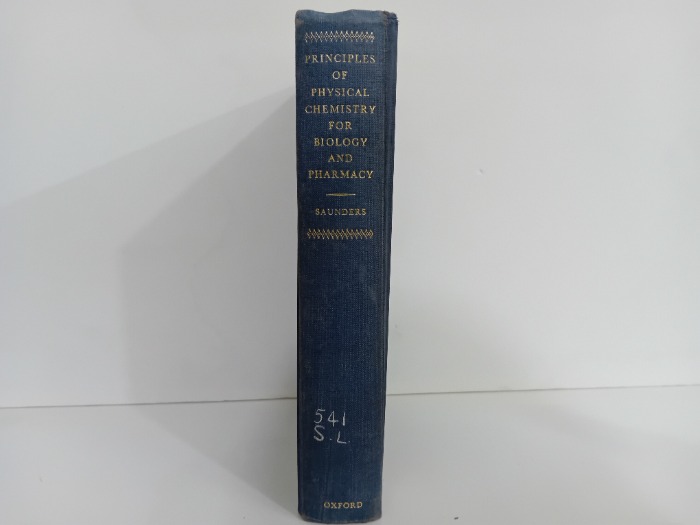 PRINCIPLES
OF
PHYSICAL
CHEMISTRY
FOR
BIOLOGY
AND
PHARMACY
SAUNDERS
541
S.L.
OXFORD